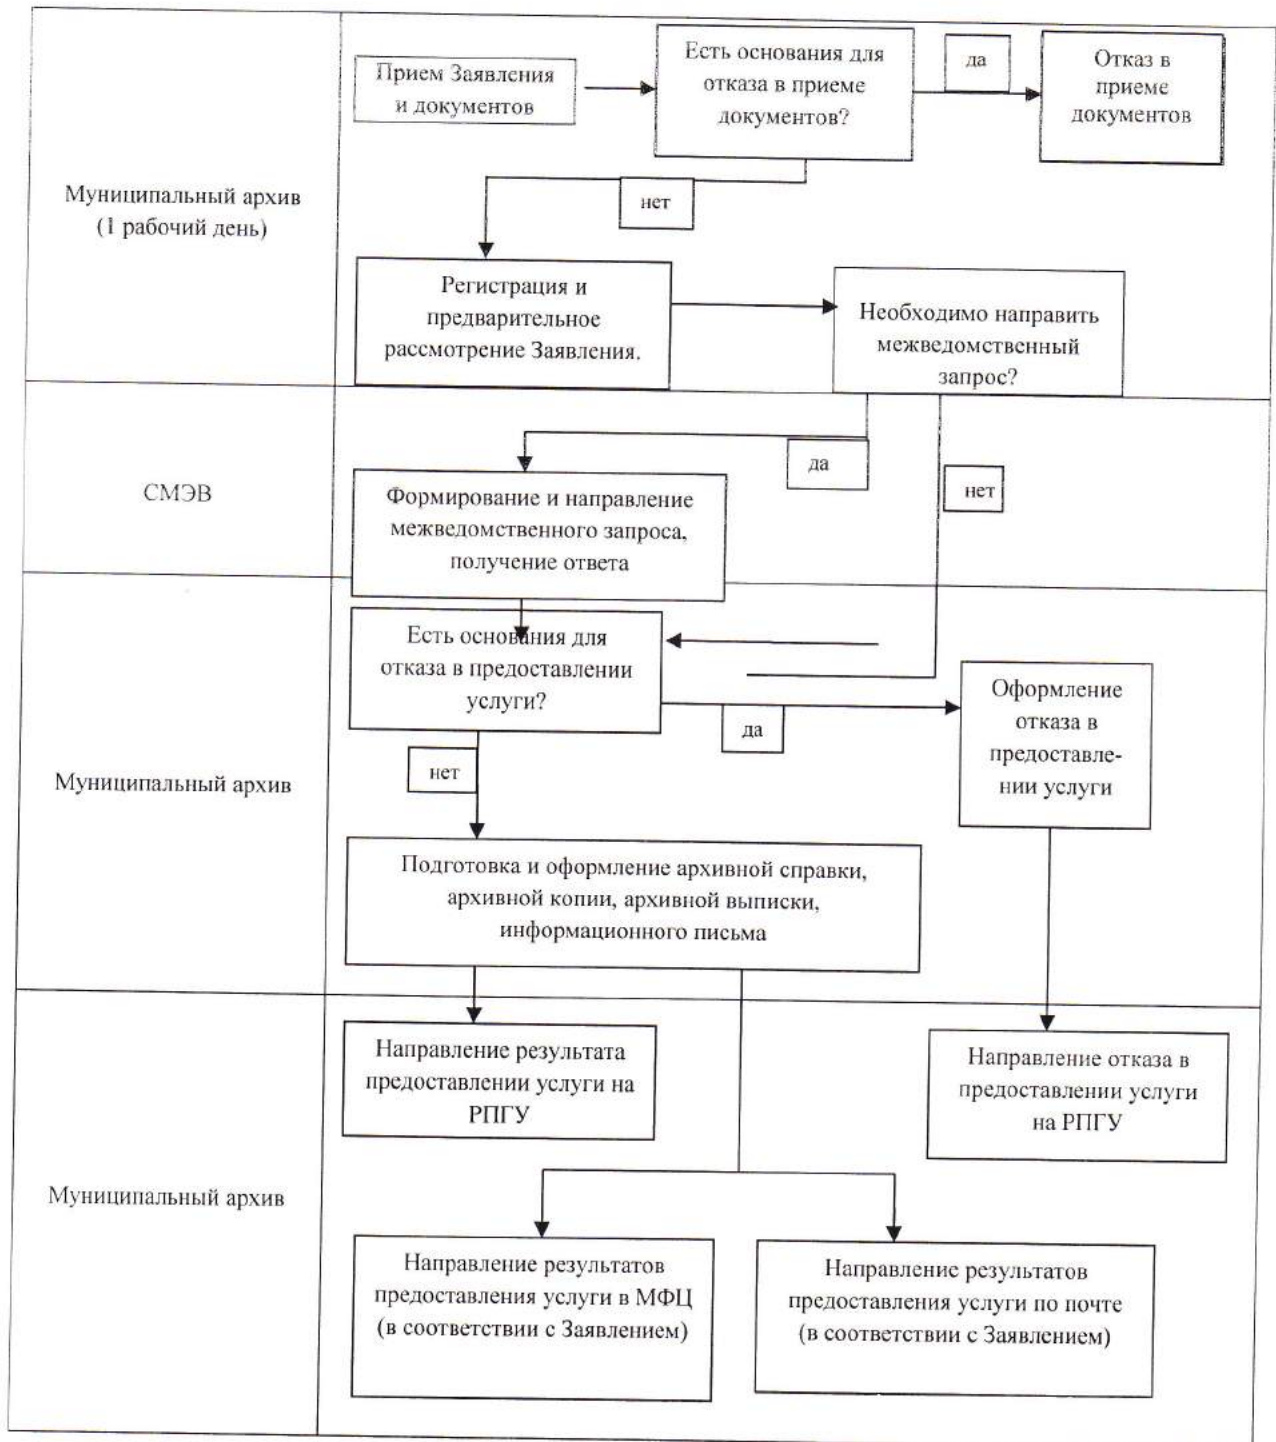 Прием Заявления
и документов
Есть основания для
отказа в приеме
документов?
да
Отказ в
приеме
документов
Муниципальный архив
(1 рабочий день)
нет
Регистрация и
предварительное
рассмотрение Заявления.
Необходимо направить
межведомственный
запрос?
СМЭВ
да
нет
Формирование и направление
межведомственного запроса,
получение ответа
Муниципальный архив
Есть основания для
отказа в предоставлении
услуги?
да
нет
Оформление
отказа в
предоставле-
нии услуги
Подготовка и оформление архивной справки,
архивной копии, архивной выписки,
информационного письма
Муниципальный архив
Направление результата
предоставлении услуги на
РПГУ
Направление отказа в
предоставлении услуги
на РПГУ
Направление результатов
предоставления услуги в МФЦ
(в соответствии с Заявлением)
Направление результатов
предоставления услуги по почте
(в соответствии с Заявлением)